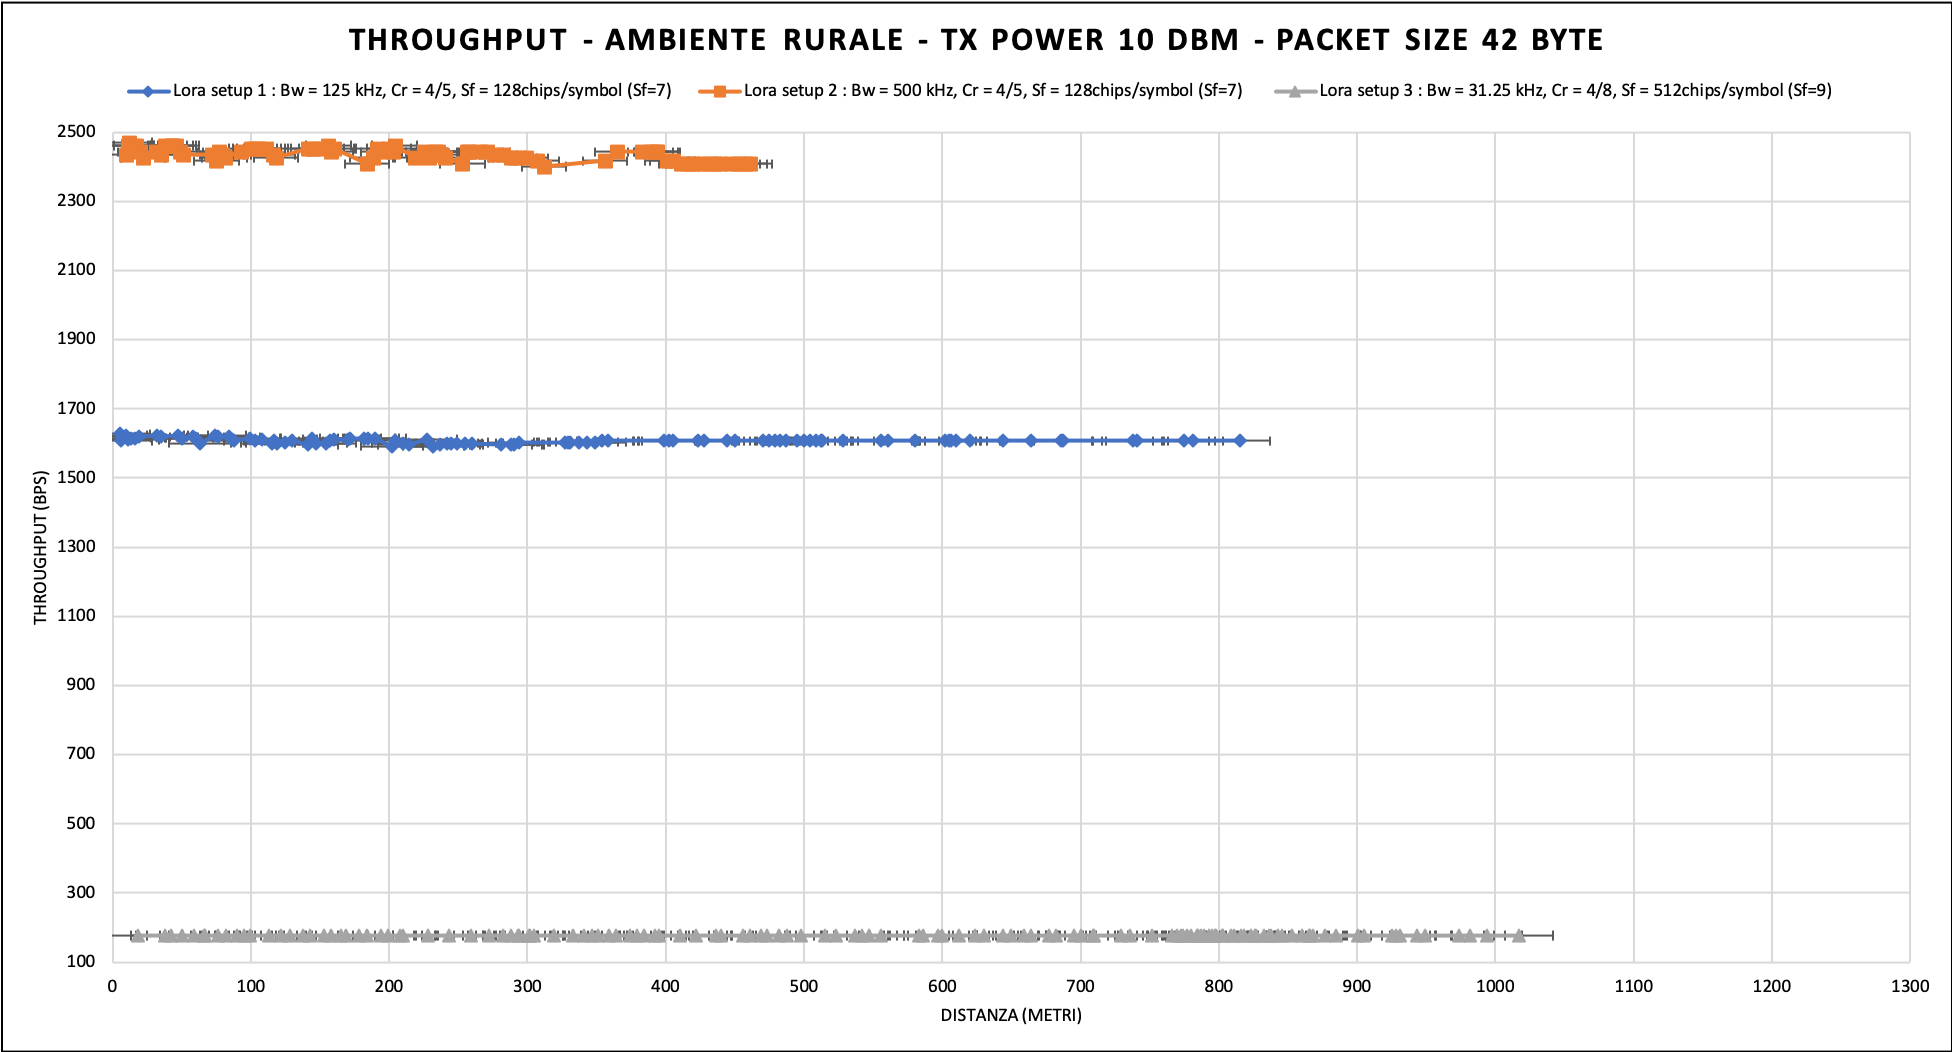 THROUGHPUT - AMBIENTE RURALE - TX POWER 10 DBM - PACKET SIZE 42 BYTE
Lora setup 1 : Bw = 125 kHz, Cr = 4/5, Sf = 128chips/symbol (Sf=7)
Lora setup 2 : Bw = 500 kHz, Cr = 4/5, Sf = 128chips/symbol (Sf=7)
Lora setup 3 : Bw = 31.25 kHz, Cr = 4/8, Sf = 512chips/symbol (Sf=9)
THROUGHPUT (BPS)
2500
2300
2100
1900
1700
1500
1300
1100
900
700
500
300
100
0 100 200 300 400 500 600 700 800 900 1000 1100 1200 1300
DISTANZA (METRI)